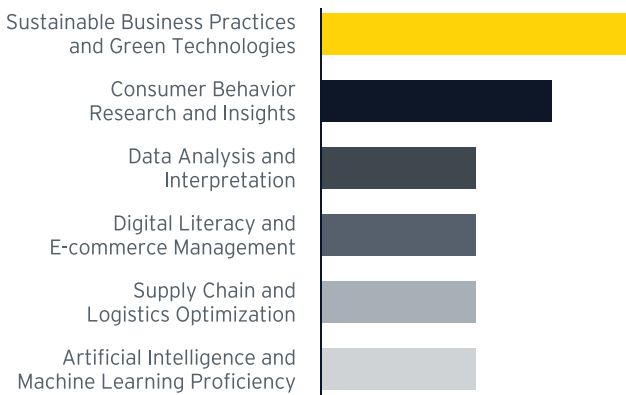 Sustainable Business Practices
and Green Technologies
Consumer Behavior
Research and Insights
Data Analysis and
Interpretation
Digital Literacy and
E-commerce Management
Supply Chain and
Logistics Optimization
Artificial Intelligence and
Machine Learning Proficiency